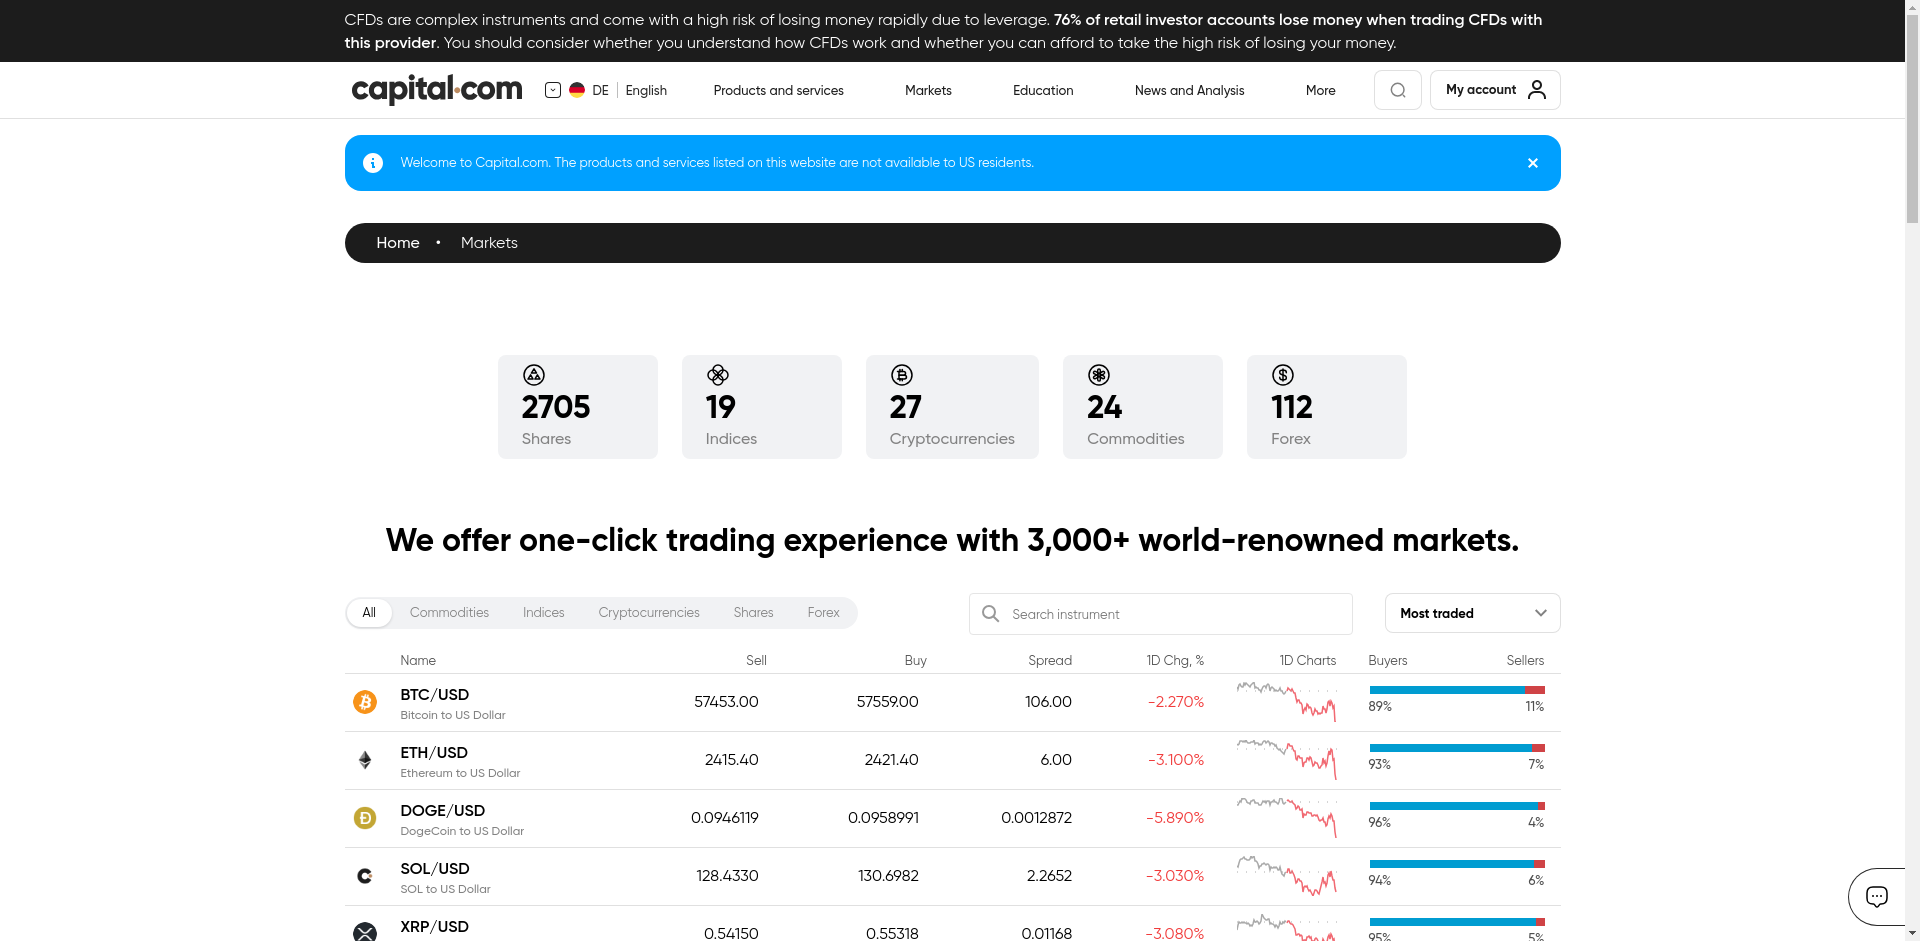 CFDs are complex instruments and come with a high risk of losing money rapidly due to leverage. 76% of retail investor accounts lose money when trading CFDs with
this provider. You should consider whether you understand how CFDs work and whether you can afford to take the high risk of losing your money.
capital.com DE English Products and services Markets Education News and Analysis More My account
Welcome to Capital.com. The products and services listed on this website are not available to US residents.
Home • Markets
2705 19 27 24 112
Shares Indices Cryptocurrencies Commodities Forex
We offer one-click trading experience with 3,000+ world-renowned markets.
All Commodities Indices Cryptocurrencies Shares Forex Search instrument Most traded
Name Sell Buy Spread 1D Chg, % 1D Charts Buyers Sellers
BTC/USD
Bitcoin to US Dollar 57453.00 57559.00 106.00 -2.270% 89% 11%
ETH/USD
Ethereum to US Dollar 2415.40 2421.40 6.00 -3.100% 93% 7%
DOGE/USD
DogeCoin to US Dollar 0.0946119 0.0958991 0.0012872 -5.890% 96% 4%
SOL/USD
SOL to US Dollar 128.4330 130.6982 2.2652 -3.030% 94% 6%
XRP/USD
0.54150 0.55318 0.01168 -3.080% 95% 5%